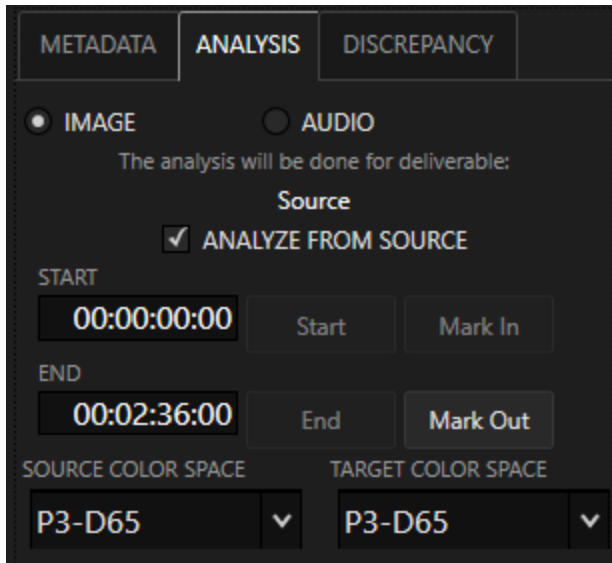 METADATA ANALYSIS DISCREPANCY
IMAGE AUDIO
The analysis will be done for deliverable:
Source
ANALYZE FROM SOURCE
START
00:00:00:00 Start Mark In
END
00:02:36:00 End Mark Out
SOURCE COLOR SPACE TARGET COLOR SPACE
P3-D65 P3-D65